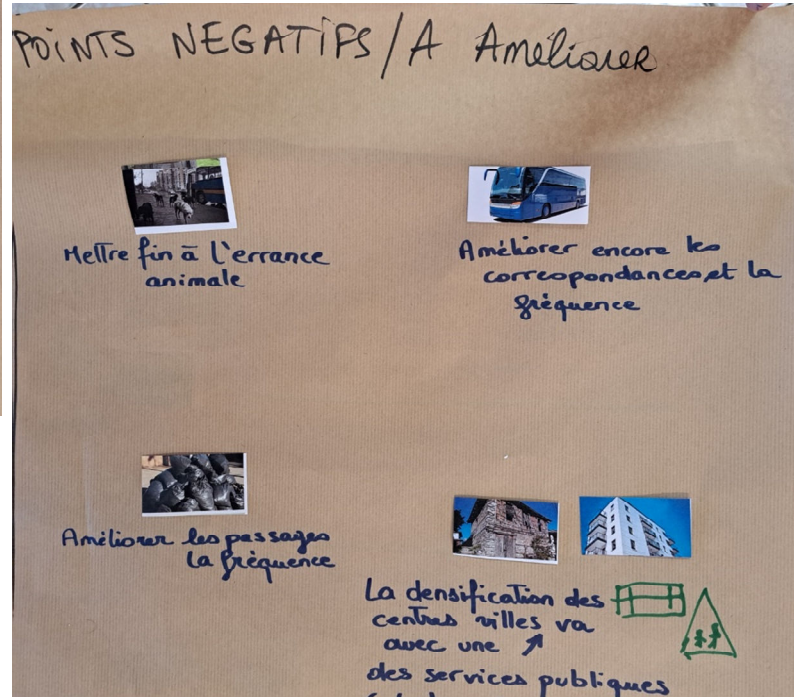 POINTS NEGATIFS / A Améliorer
Mettre fin à l'errance
animale
Améliorer encore les
correspondances et la
fréquence
Améliorer les passages
la fréquence
La densification des
centres villes va
avec une ↗
des services publiques